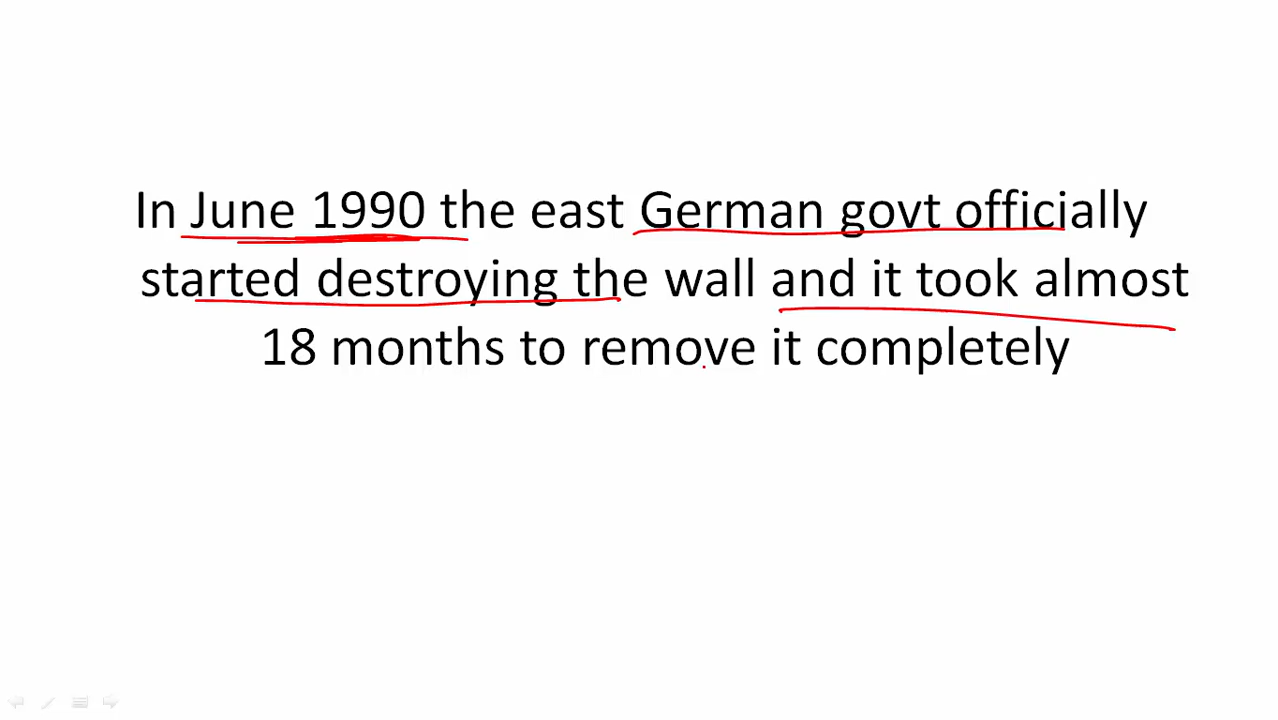 In June 1990 the east German govt officially
started destroying the wall and it took almost
18 months to remove it completely